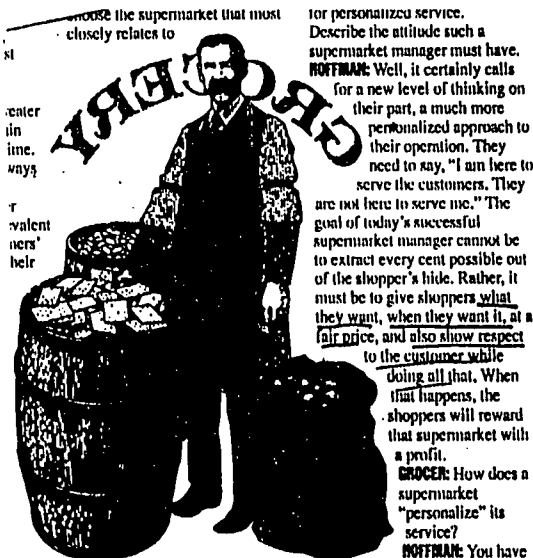 choose the supermarket that most
closely relates to
st
ime.
ways
r
valent
ners'
GROCERY
for personalized service.
Describe the attitude such a
supermarket manager must have.
HOFFMAN: Well, it certainly calls
for a new level of thinking on
their part, a much more
personalized approach to
their operation. They
need to say, "I am here to
serve the customers. They
are not here to serve me." The
goal of today's successful
supermarket manager cannot be
to extract every cent possible out
of the shopper's hide. Rather, it
must be to give shoppers what
they want, when they want it, at a
fair price, and also show respect
to the customer while
doing all that. When
that happens, the
shoppers will reward
that supermarket with
a profit.
GROCER: How does a
supermarket
"personalize" its
service?
HOFFMAN: You have